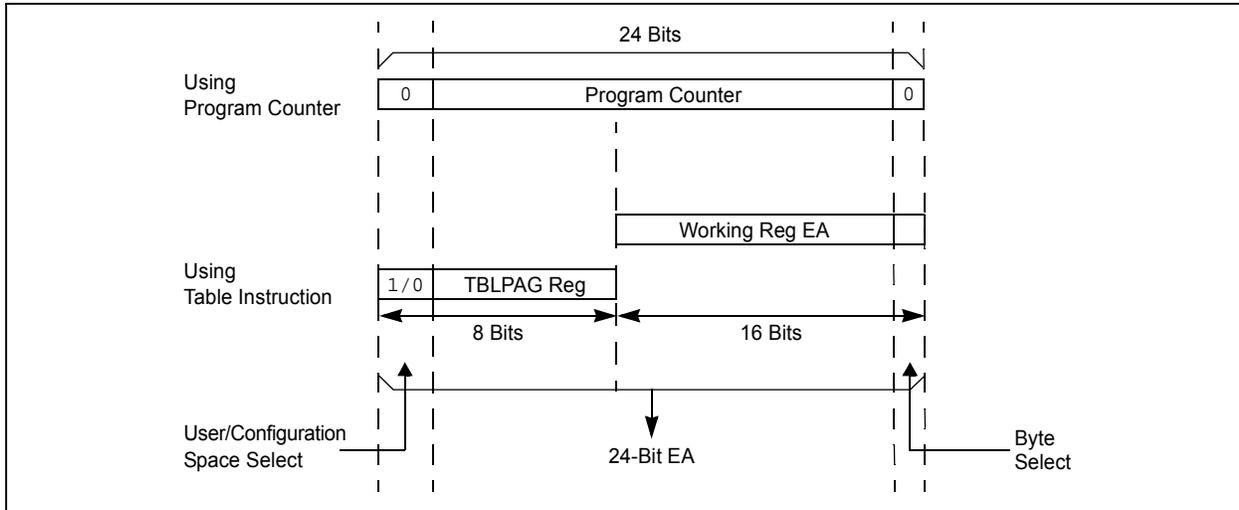 24 Bits
Using
Program Counter
0
Program Counter
0
Working Reg EA
Using
Table Instruction
1/0
TBLPAG Reg
8 Bits
16 Bits
User/Configuration
Space Select
24-Bit EA
Byte
Select